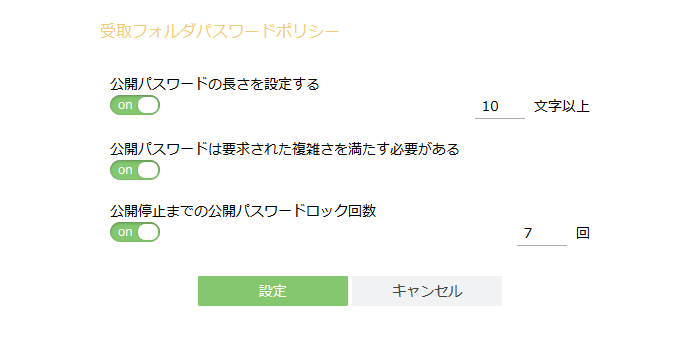 受取フォルダパスワードポリシー
公開パスワードの長さを設定する
on 10 文字以上
公開パスワードは要求された複雑さを満たす必要がある
on
公開停止までの公開パスワードロック回数
on 7 回
設定 キャンセル